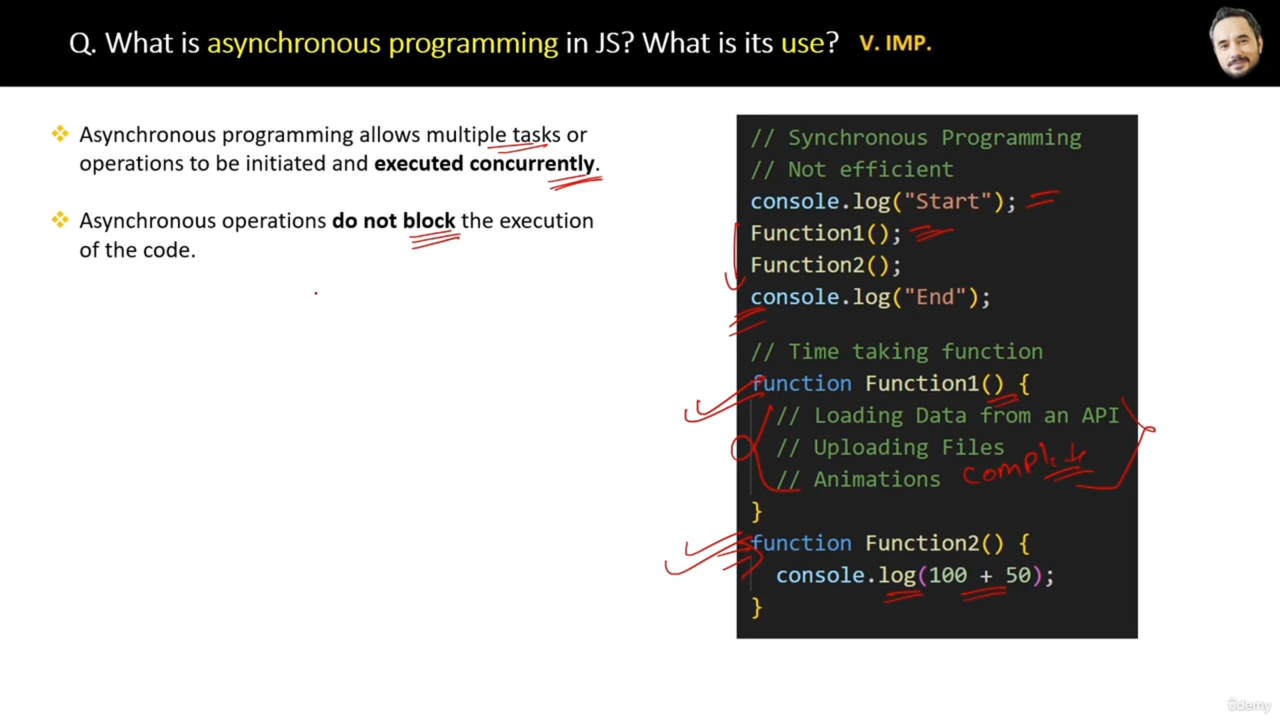 Q. What is asynchronous programming in JS? What is its use? V. IMP.
Asynchronous programming allows multiple tasks or
operations to be initiated and executed concurrently.
Asynchronous operations do not block the execution
of the code.
// Synchronous Programming
// Not efficient
console.log("Start");
Function1();
Function2();
console.log("End");
// Time taking function
function Function1() {
// Loading Data from an API
// Uploading Files
// Animations complete
}
function Function2() {
console.log(100 + 50);
}
ûdemy